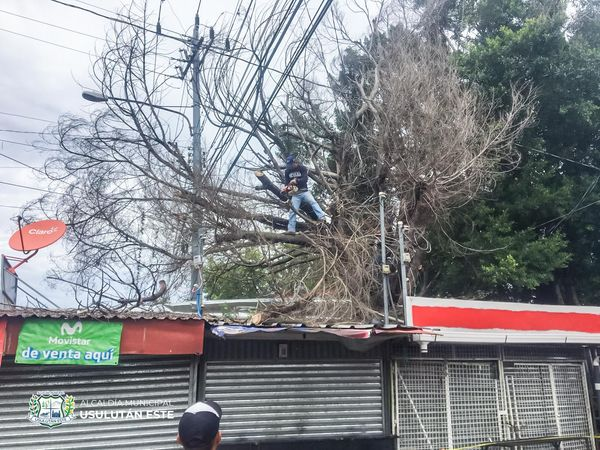 Claro
Movistar
de venta aquí
ALCALDÍA MUNICIPAL
USULUTÁN ESTE